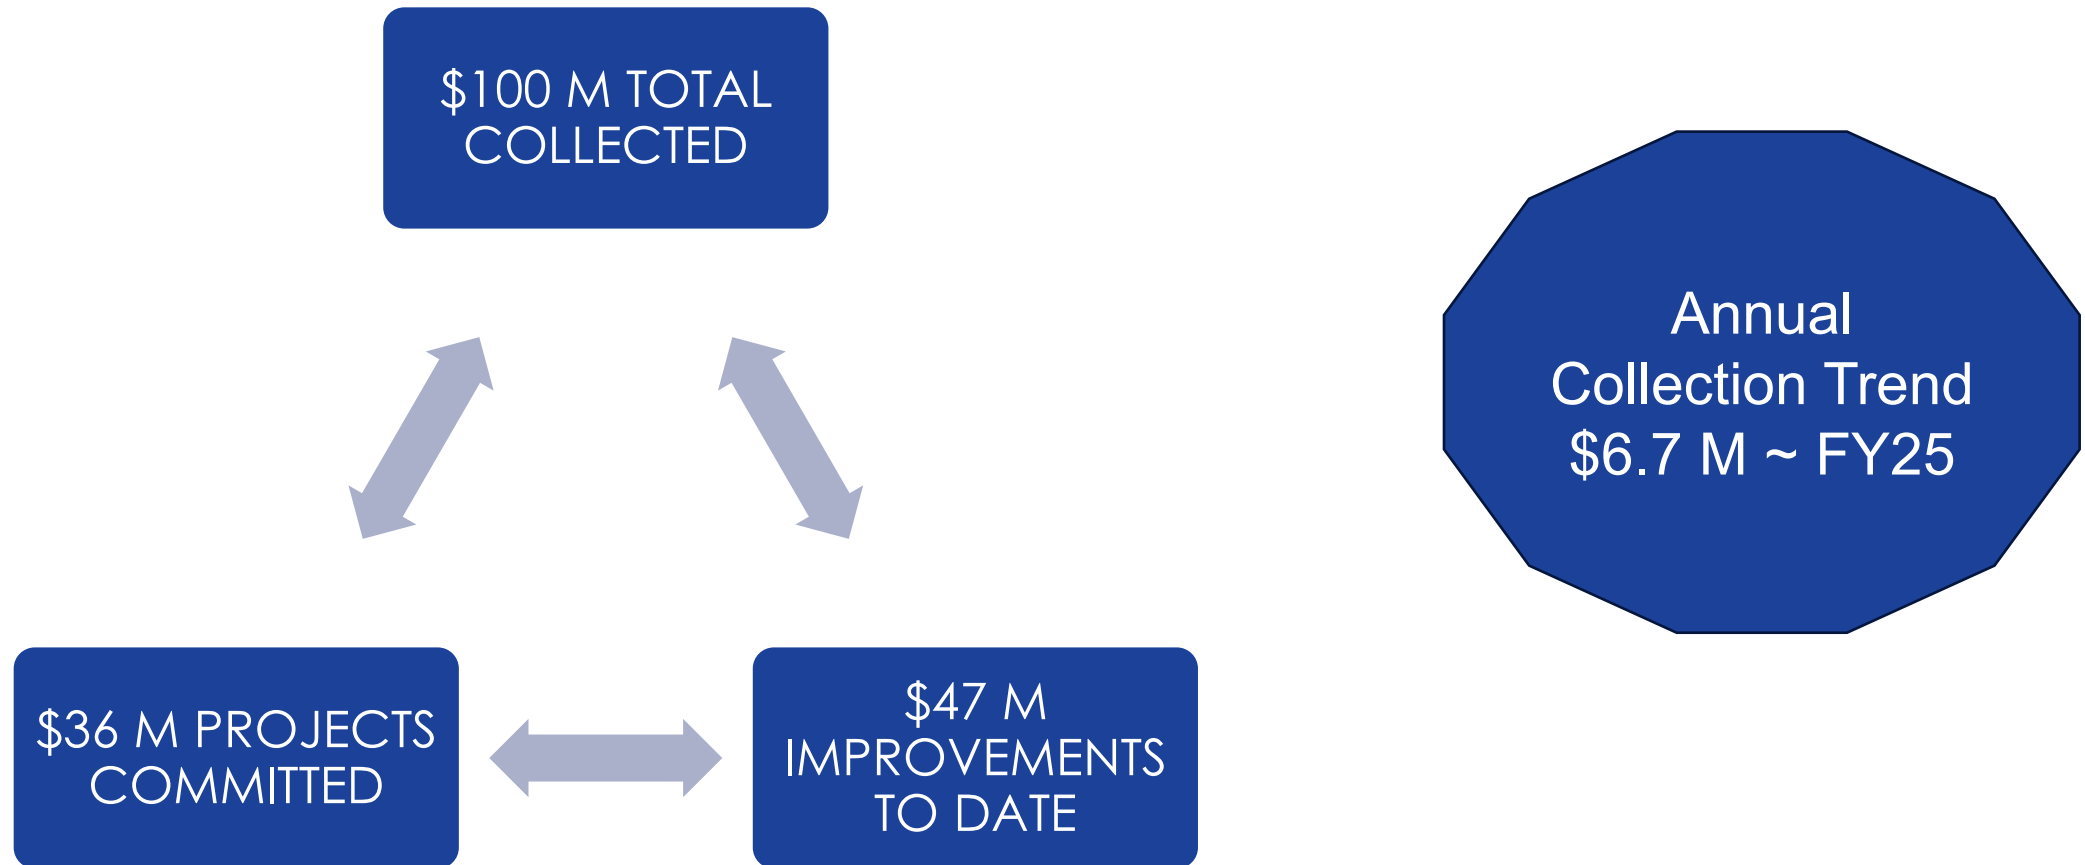 $100 M TOTAL
COLLECTED
Annual
Collection Trend
$6.7 M ~ FY25
$36 M PROJECTS
COMMITTED
$47 M
IMPROVEMENTS
TO DATE